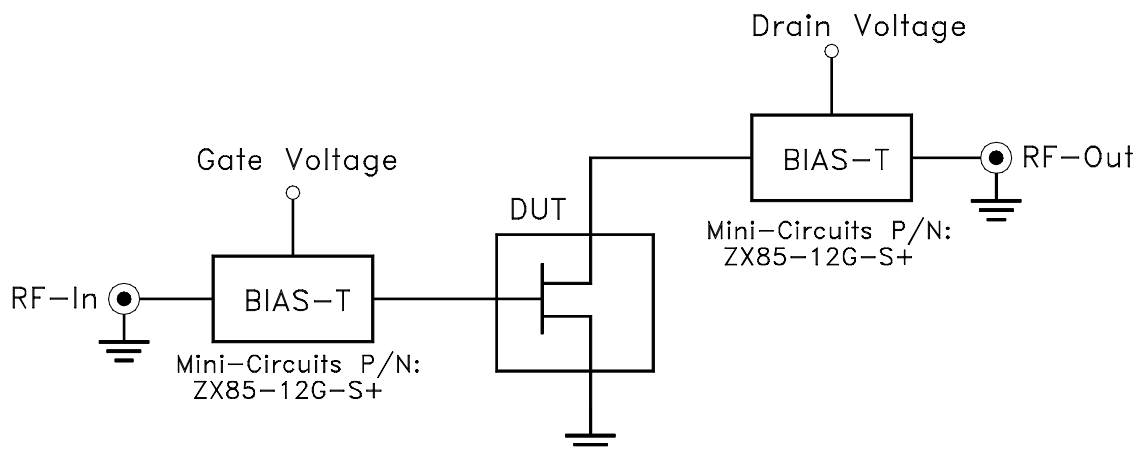 Drain Voltage
BIAS-T
RF-Out
Mini-Circuits P/N:
ZX85-12G-S+
Gate Voltage
DUT
RF-In
BIAS-T
Mini-Circuits P/N:
ZX85-12G-S+